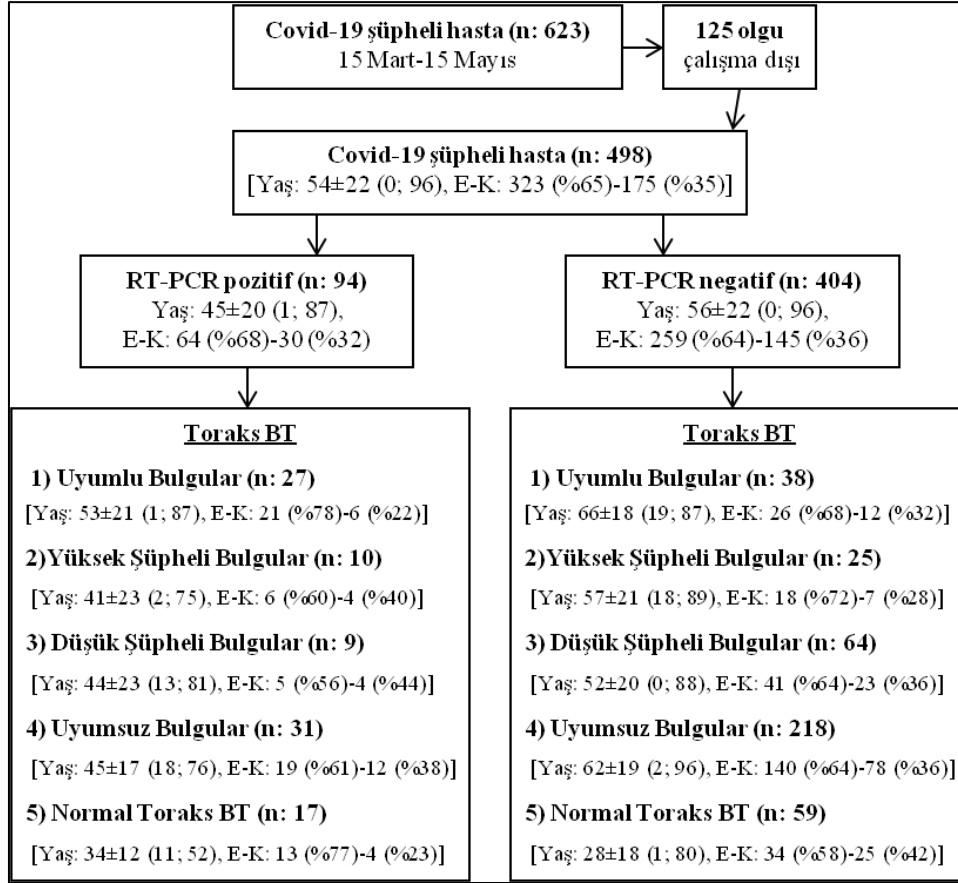 Covid-19 şüpheli hasta (n: 623)
15 Mart-15 Mayıs
125 olgu
çalışma dışı
Covid-19 şüpheli hasta (n: 498)
[Yaş: 54±22 (0; 96), E-K: 323 (%65)-175 (%35)]
RT-PCR pozitif (n: 94)
Yaş: 45±20 (1; 87),
E-K: 64 (%68)-30 (%32)
RT-PCR negatif (n: 404)
Yaş: 56±22 (0; 96),
E-K: 259 (%64)-145 (%36)
Toraks BT
1) Uyumlu Bulgular (n: 27)
[Yaş: 53±21 (1; 87), E-K: 21 (%78)-6 (%22)]
2)Yüksek Şüpheli Bulgular (n: 10)
[Yaş: 41±23 (2; 75), E-K: 6 (%60)-4 (%40)]
3) Düşük Şüpheli Bulgular (n: 9)
[Yaş: 44±23 (13; 81), E-K: 5 (%56)-4 (%44)]
4) Uyumsuz Bulgular (n: 31)
[Yaş: 45±17 (18; 76), E-K: 19 (%61)-12 (%38)]
5) Normal Toraks BT (n: 17)
[Yaş: 34±12 (11; 52), E-K: 13 (%77)-4 (%23)]
Toraks BT
1) Uyumlu Bulgular (n: 38)
[Yaş: 66±18 (19; 87), E-K: 26 (%68)-12 (%32)]
2)Yüksek Şüpheli Bulgular (n: 25)
[Yaş: 57±21 (18; 89), E-K: 18 (%72)-7 (%28)]
3) Düşük Şüpheli Bulgular (n: 64)
[Yaş: 52±20 (0; 88), E-K: 41 (%64)-23 (%36)]
4) Uyumsuz Bulgular (n: 218)
[Yaş: 62±19 (2; 96), E-K: 140 (%64)-78 (%36)]
5) Normal Toraks BT (n: 59)
[Yaş: 28±18 (1; 80), E-K: 34 (%58)-25 (%42)]